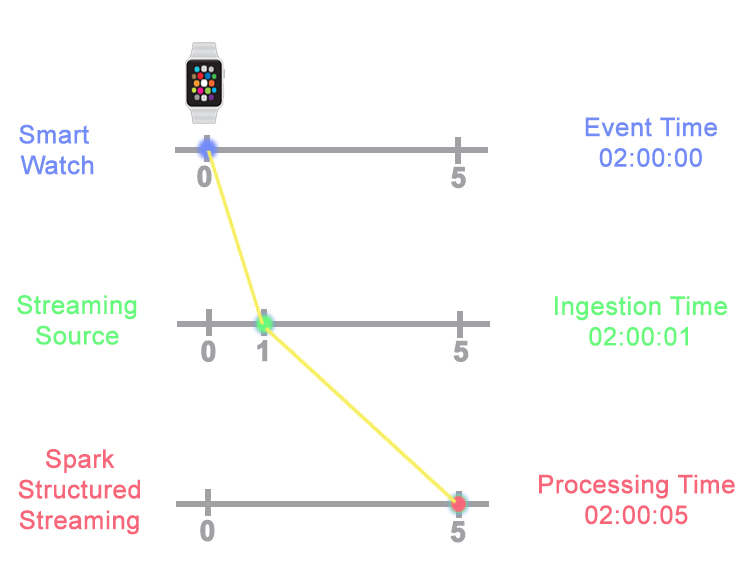 Smart
Watch
0
5
Event Time
02:00:00
Streaming
Source
0
1
5
Ingestion Time
02:00:01
Spark
Structured
Streaming
0
5
Processing Time
02:00:05